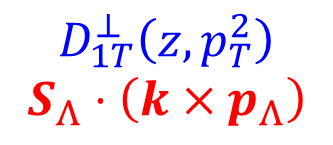 D_{1T}^{⊥}(z, p_T^2)
S_Λ · (k × p_Λ)